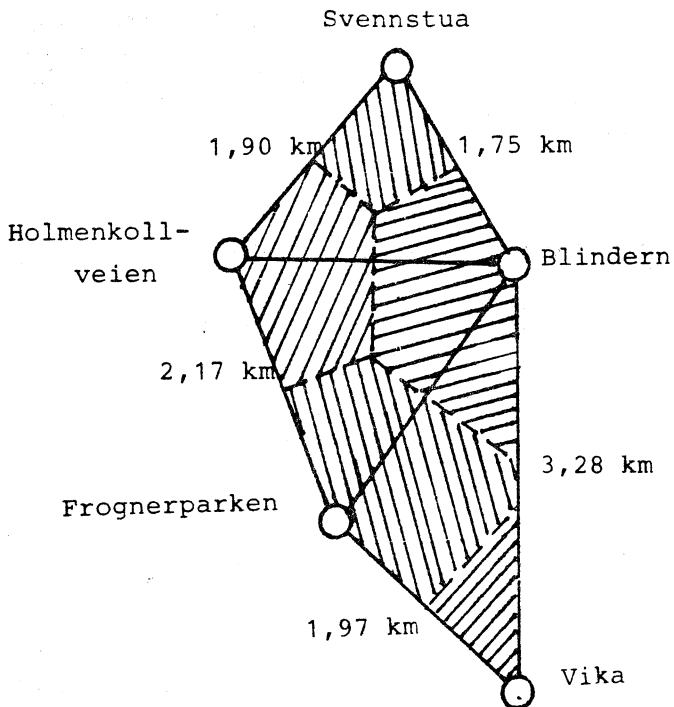 Svennstua
1,90 km
1,75 km
Holmenkoll-
veien
Blindern
2,17 km
3,28 km
Frognerparken
1,97 km
Vika